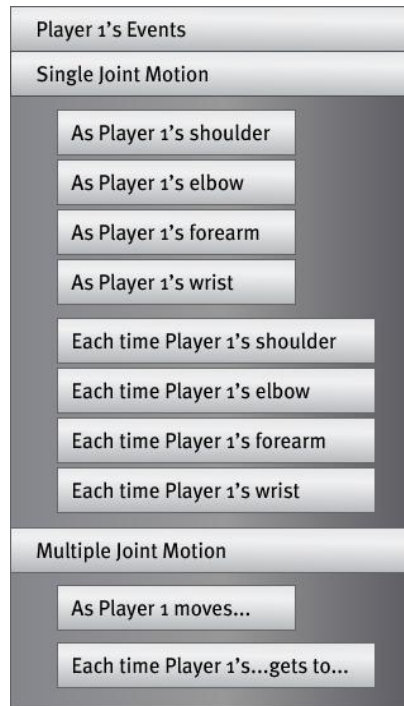 Player 1's Events
Single Joint Motion
As Player 1's shoulder
As Player 1's elbow
As Player 1's forearm
As Player 1's wrist
Each time Player 1's shoulder
Each time Player 1's elbow
Each time Player 1's forearm
Each time Player 1's wrist
Multiple Joint Motion
As Player 1 moves...
Each time Player 1's...gets to...